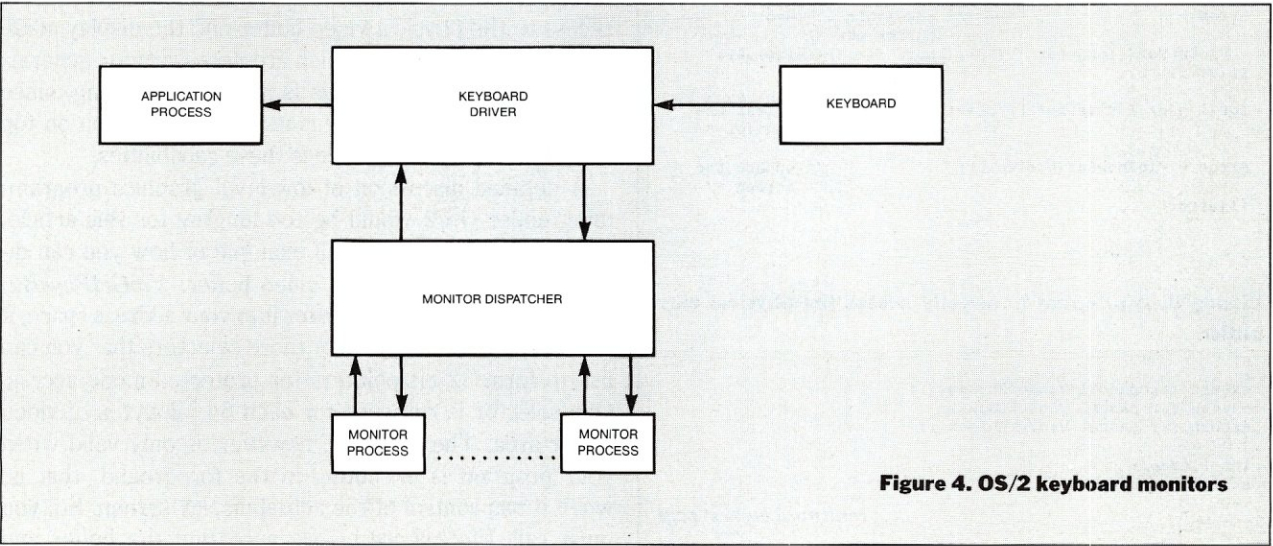 APPLICATION
PROCESS
KEYBOARD
DRIVER
KEYBOARD
MONITOR DISPATCHER
MONITOR
PROCESS
MONITOR
PROCESS
Figure 4. OS/2 keyboard monitors